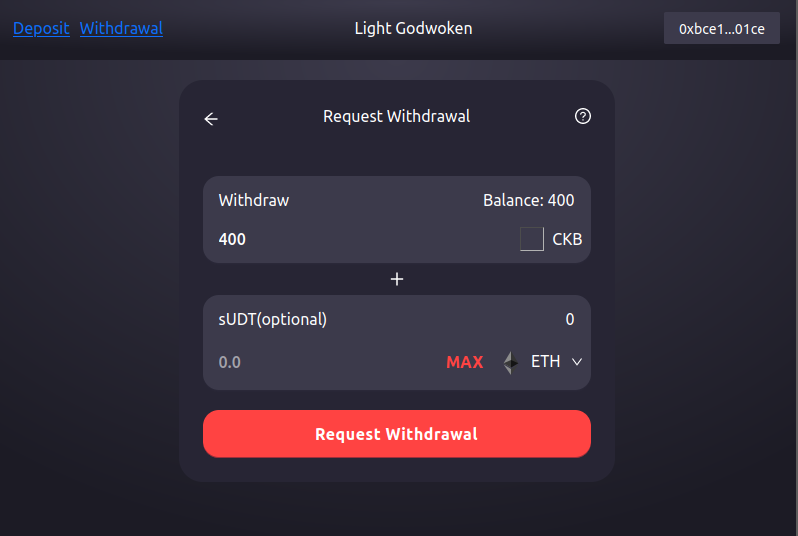 Deposit Withdrawal Light Godwoken 0xbce1...01ce
Request Withdrawal
Withdraw Balance: 400
400 CKB
+
sUDT(optional) 0
0.0 MAX ETH
Request Withdrawal